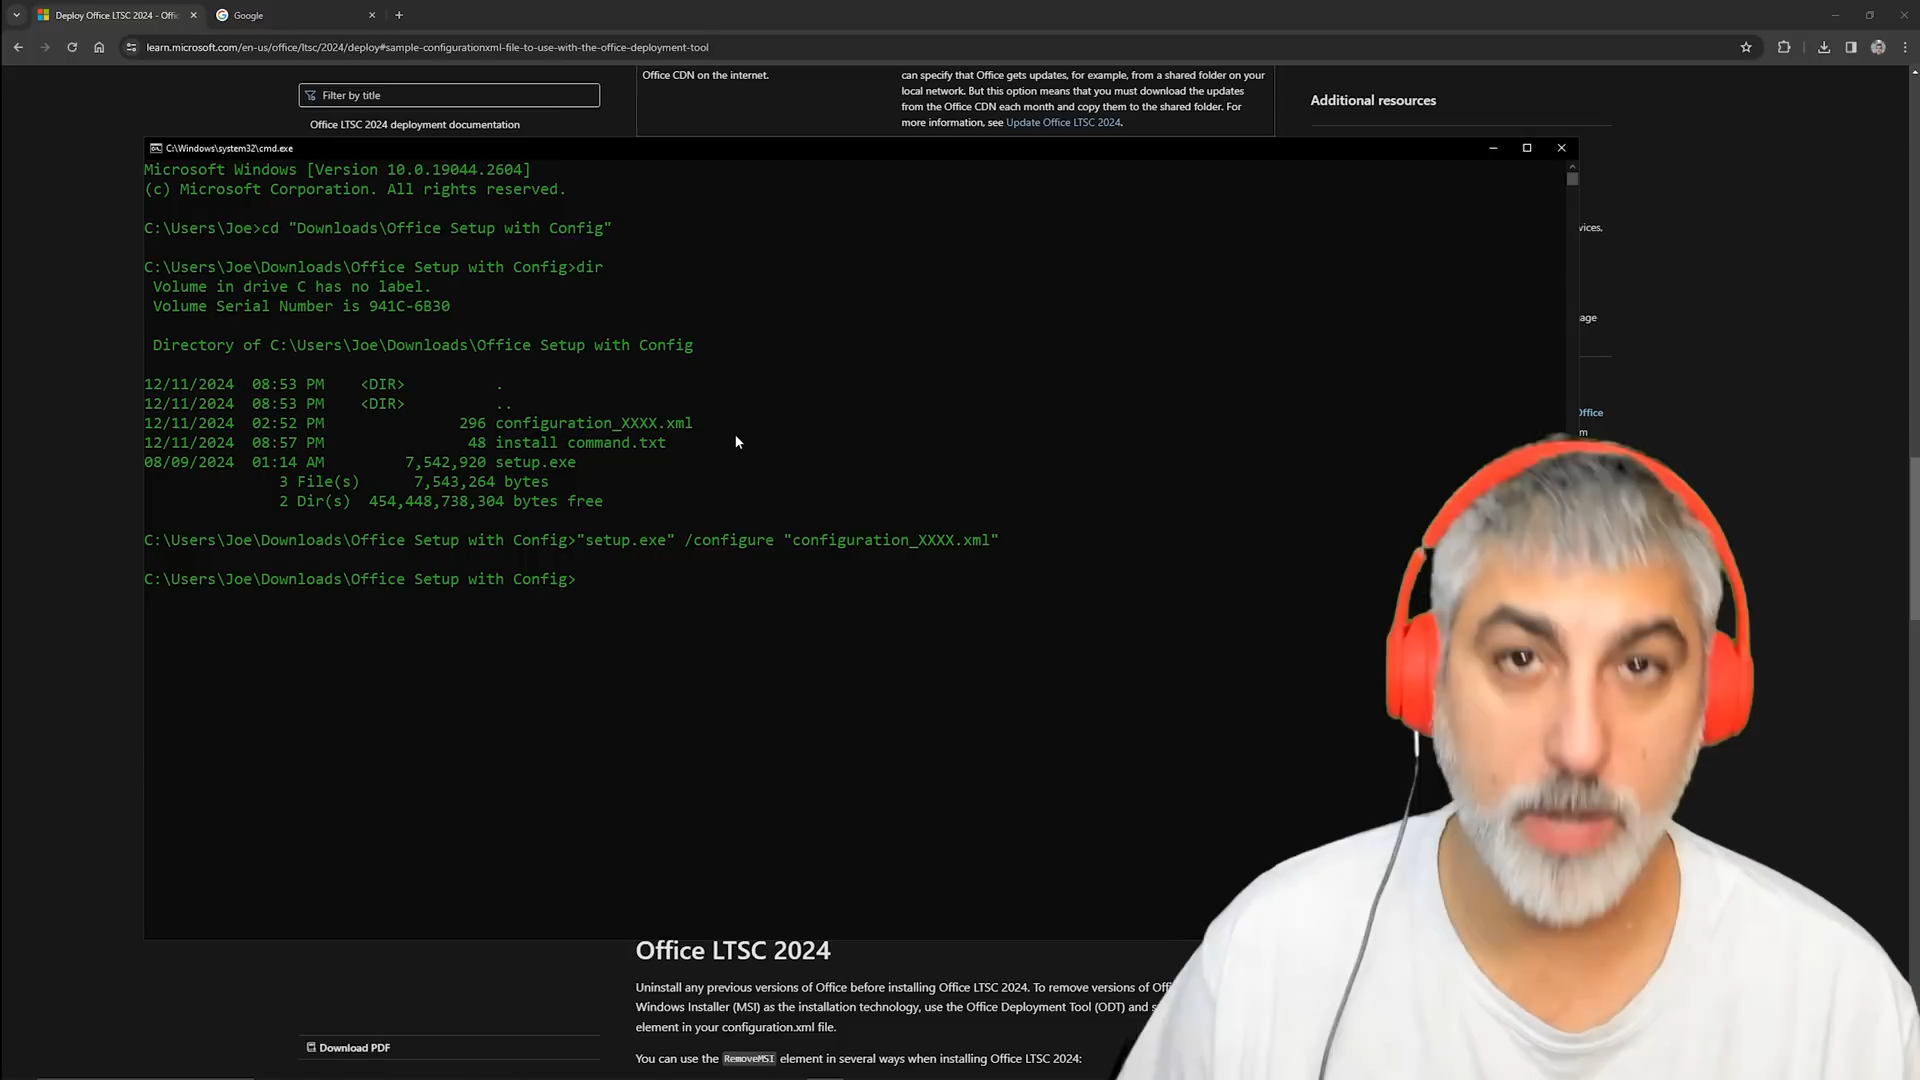 Deploy Office LTSC 2024 - Offic
Google
learn.microsoft.com/en-us/office/ltsc/2024/deploy#sample-configurationxml-file-to-use-with-the-office-deployment-tool
Filter by title
Office LTSC 2024 deployment documentation
Office CDN on the internet.
can specify that Office gets updates, for example, from a shared folder on your
local network. But this option means that you must download the updates
from the Office CDN each month and copy them to the shared folder. For
more information, see Update Office LTSC 2024.
Additional resources
vices,
age
Office
m
C:\Windows\system32\cmd.exe
Microsoft Windows [Version 10.0.19044.2604]
(c) Microsoft Corporation. All rights reserved.
C:\Users\Joe>cd "Downloads\Office Setup with Config"
C:\Users\Joe\Downloads\Office Setup with Config>dir
Volume in drive C has no label.
Volume Serial Number is 941C-6B30
Directory of C:\Users\Joe\Downloads\Office Setup with Config
12/11/2024 08:53 PM <DIR> .
12/11/2024 08:53 PM <DIR> ..
12/11/2024 02:52 PM 296 configuration_XXXX.xml
12/11/2024 08:57 PM 48 install command.txt
08/09/2024 01:14 AM 7,542,920 setup.exe
3 File(s) 7,543,264 bytes
2 Dir(s) 454,448,738,304 bytes free
C:\Users\Joe\Downloads\Office Setup with Config>"setup.exe" /configure "configuration_XXXX.xml"
C:\Users\Joe\Downloads\Office Setup with Config>
Office LTSC 2024
Uninstall any previous versions of Office before installing Office LTSC 2024. To remove versions of Off
Windows Installer (MSI) as the installation technology, use the Office Deployment Tool (ODT) and s
element in your configuration.xml file.
You can use the RemoveMSI element in several ways when installing Office LTSC 2024:
Download PDF